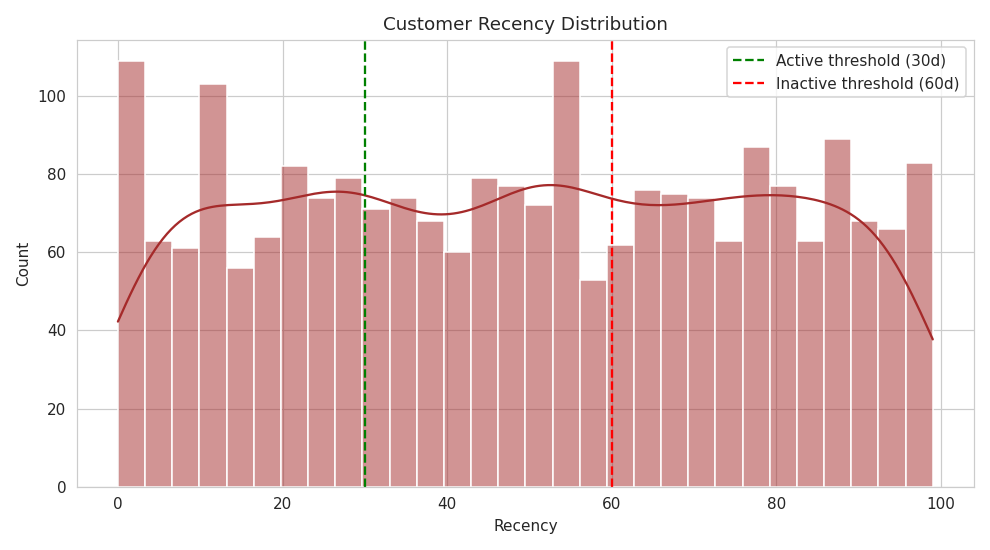 Customer Recency Distribution
Active threshold (30d)
Inactive threshold (60d)
Count
100
80
60
40
20
0
0 20 40 60 80 100
Recency